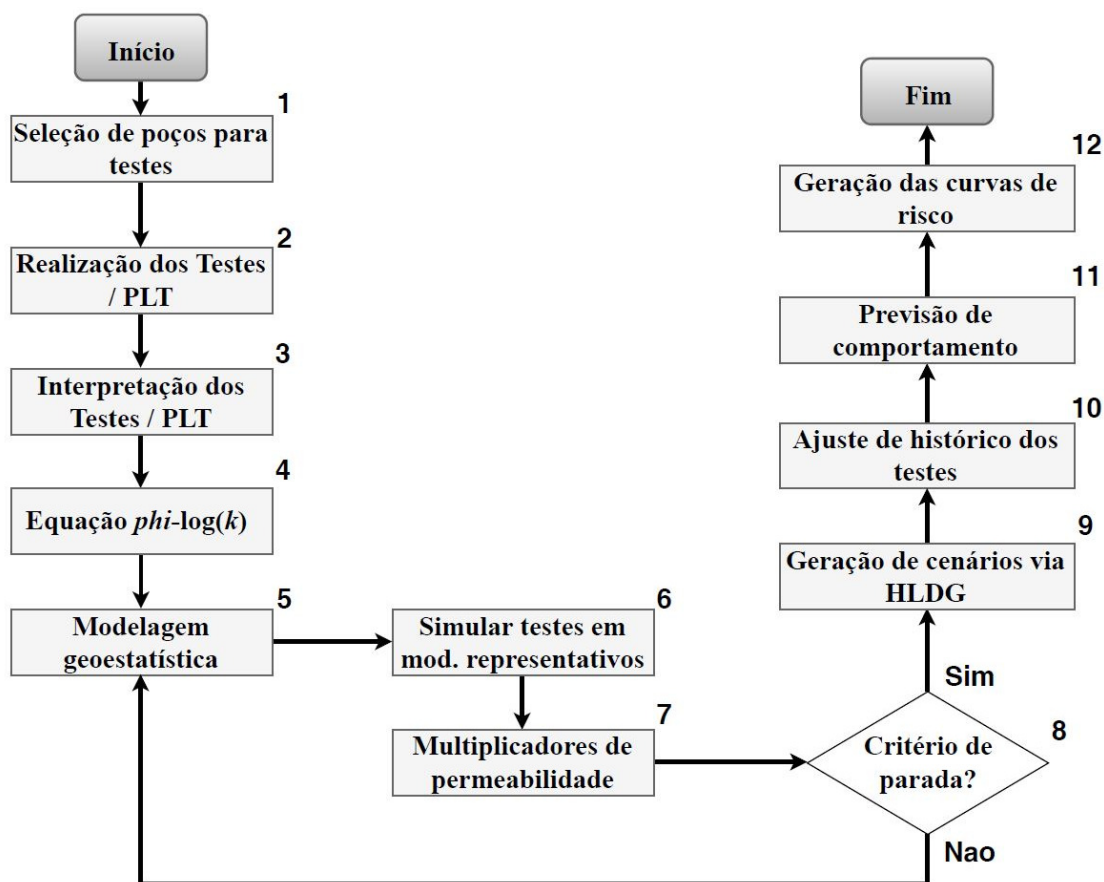 Início
1
Seleção de poços para
testes
2
Realização dos Testes
/ PLT
3
Interpretação dos
Testes / PLT
4
Equação phi-log(k)
5
Modelagem
geoestatística
6
Simular testes em
mod. representativos
7
Multiplicadores de
permeabilidade
8
Critério de
parada?
Sim
Nao
9
Geração de cenários via
HLDG
10
Ajuste de histórico dos
testes
11
Previsão de
comportamento
12
Geração das curvas de
risco
Fim